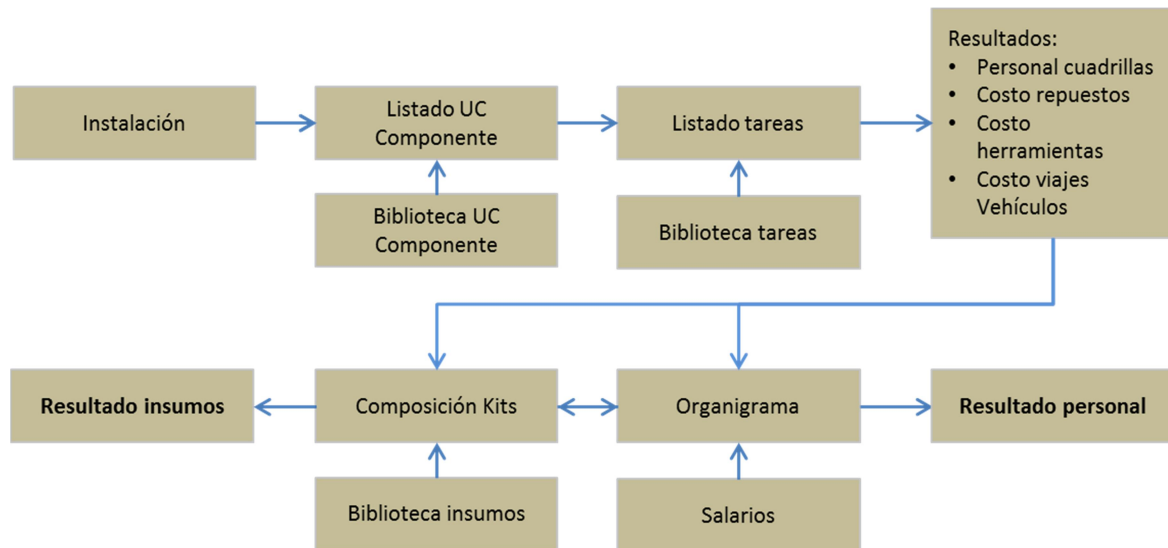 Instalación
Listado UC
Componente
Listado tareas
Resultados:
• Personal cuadrillas
• Costo repuestos
• Costo
herramientas
• Costo viajes
Vehículos
Biblioteca UC
Componente
Biblioteca tareas
Resultado insumos
Composición Kits
Organigrama
Resultado personal
Biblioteca insumos
Salarios